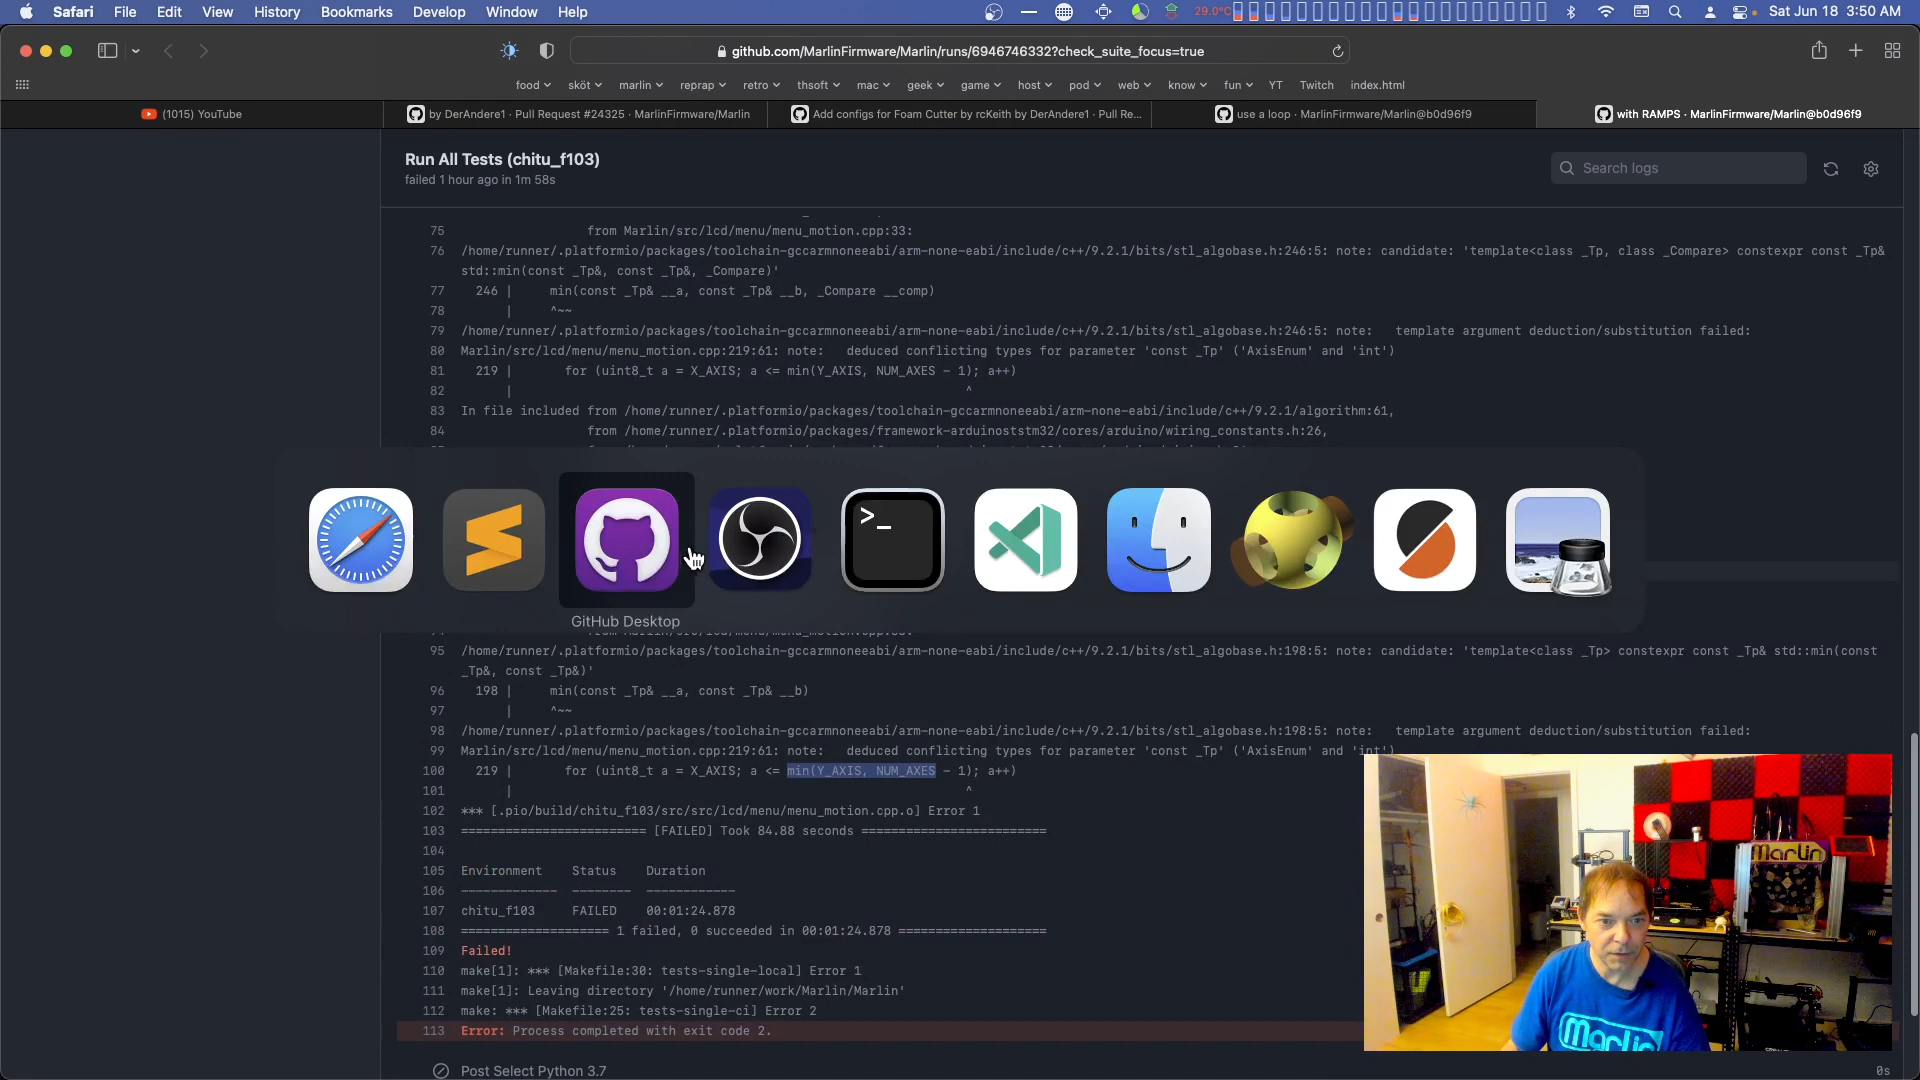 Safari File Edit View History Bookmarks Develop Window Help
29.0°C
Sat Jun 18 3:50 AM
github.com/MarlinFirmware/Marlin/runs/6946746332?check_suite_focus=true
food sköt marlin reprap retro thsoft mac geek game host pod web know fun YT Twitch index.html
(1015) YouTube
by DerAndere1 · Pull Request #24325 · MarlinFirmware/Marlin
Add configs for Foam Cutter by rcKeith by DerAndere1 · Pull Re...
use a loop · MarlinFirmware/Marlin@b0d96f9
with RAMPS · MarlinFirmware/Marlin@b0d96f9
Run All Tests (chitu_f103)
failed 1 hour ago in 1m 58s
Search logs
75 from Marlin/src/lcd/menu/menu_motion.cpp:33:
76 /home/runner/.platformio/packages/toolchain-gccarmnoneeabi/arm-none-eabi/include/c++/9.2.1/bits/stl_algobase.h:246:5: note: candidate: 'template<class _Tp, class _Compare> constexpr const _Tp&
std::min(const _Tp&, const _Tp&, _Compare)'
77 246 | min(const _Tp& __a, const _Tp& __b, _Compare __comp)
78 | ^~~
79 /home/runner/.platformio/packages/toolchain-gccarmnoneeabi/arm-none-eabi/include/c++/9.2.1/bits/stl_algobase.h:246:5: note: template argument deduction/substitution failed:
80 Marlin/src/lcd/menu/menu_motion.cpp:219:61: note: deduced conflicting types for parameter 'const _Tp' ('AxisEnum' and 'int')
81 219 | for (uint8_t a = X_AXIS; a <= min(Y_AXIS, NUM_AXES - 1); a++)
82 | ^
83 In file included from /home/runner/.platformio/packages/toolchain-gccarmnoneeabi/arm-none-eabi/include/c++/9.2.1/algorithm:61,
84 from /home/runner/.platformio/packages/framework-arduinoststm32/cores/arduino/wiring_constants.h:26,
GitHub Desktop
95 /home/runner/.platformio/packages/toolchain-gccarmnoneeabi/arm-none-eabi/include/c++/9.2.1/bits/stl_algobase.h:198:5: note: candidate: 'template<class _Tp> constexpr const _Tp& std::min(const
_Tp&, const _Tp&)'
96 198 | min(const _Tp& __a, const _Tp& __b)
97 | ^~~
98 /home/runner/.platformio/packages/toolchain-gccarmnoneeabi/arm-none-eabi/include/c++/9.2.1/bits/stl_algobase.h:198:5: note: template argument deduction/substitution failed:
99 Marlin/src/lcd/menu/menu_motion.cpp:219:61: note: deduced conflicting types for parameter 'const _Tp' ('AxisEnum' and 'int')
100 219 | for (uint8_t a = X_AXIS; a <= min(Y_AXIS, NUM_AXES - 1); a++)
101 | ^
102 *** [.pio/build/chitu_f103/src/src/lcd/menu/menu_motion.cpp.o] Error 1
103 ========================= [FAILED] Took 84.88 seconds =========================
104
105 Environment Status Duration
106 ------------- -------- ------------
107 chitu_f103 FAILED 00:01:24.878
108 ==================== 1 failed, 0 succeeded in 00:01:24.878 ====================
109 Failed!
110 make[1]: *** [Makefile:30: tests-single-local] Error 1
111 make[1]: Leaving directory '/home/runner/work/Marlin/Marlin'
112 make: *** [Makefile:25: tests-single-ci] Error 2
113 Error: Process completed with exit code 2.
Post Select Python 3.7
0s
Marlin
Marlin